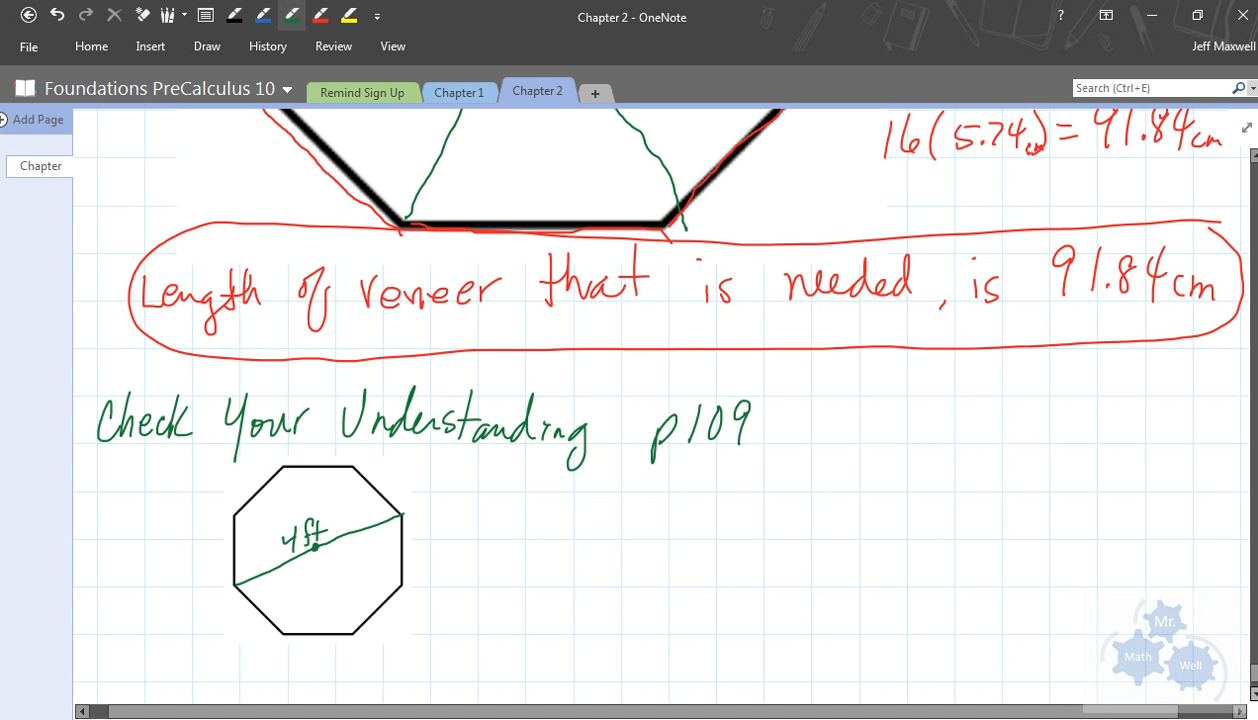 Chapter 2 - OneNote
?
File Home Insert Draw History Review View
Jeff Maxwell
Foundations PreCalculus 10
Remind Sign Up
Chapter 1
Chapter 2
+
Search (Ctrl+E)
Add Page
Chapter
16(5.74cm) = 91.84cm
Length of veneer that is needed, is 91.84cm
Check Your Understanding p109
4ft
Mr.
Math
Well